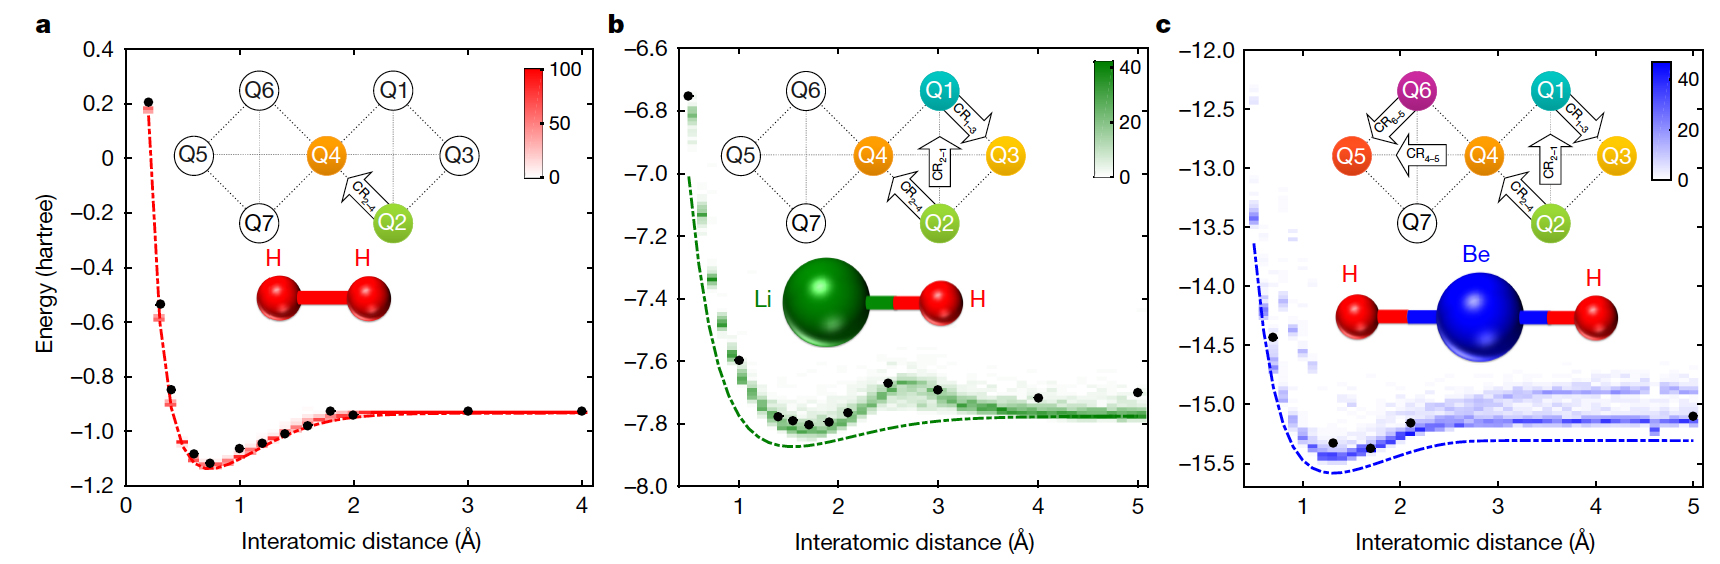 a
Energy (hartree)
0.4
0.2
0
−0.2
−0.4
−0.6
−0.8
−1.0
−1.2
0
1
2
3
4
Interatomic distance (Å)
Q6
Q1
Q5
Q4
Q3
Q7
Q2
CR2–4
100
50
0
H
H
b
−6.6
−6.8
−7.0
−7.2
−7.4
−7.6
−7.8
−8.0
1
2
3
4
5
Interatomic distance (Å)
Q6
Q1
Q5
Q4
Q3
Q7
Q2
CR1–3
CR2–1
CR2–4
40
20
0
Li
H
c
−12.0
−12.5
−13.0
−13.5
−14.0
−14.5
−15.0
−15.5
1
2
3
4
5
Interatomic distance (Å)
Q6
Q1
Q5
Q4
Q3
Q7
Q2
CR6–5
CR1–3
CR4–5
CR2–1
CR2–4
40
20
0
H
Be
H